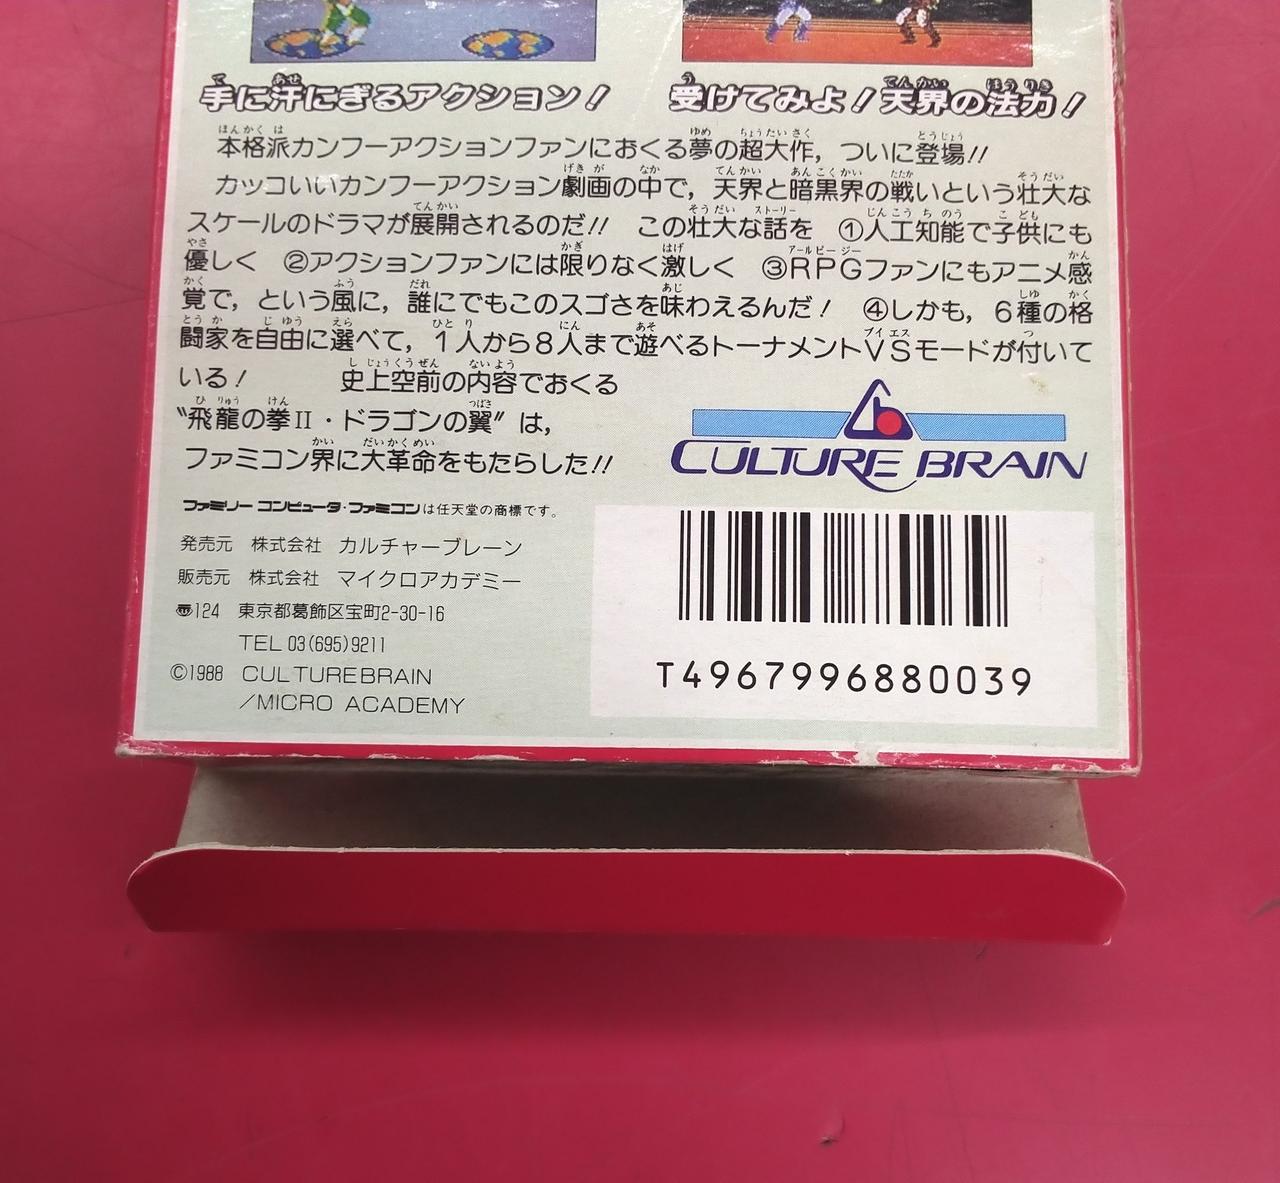 手に汗にぎるアクション！
受けてみよ！天界の法力！
本格派カンフーアクションファンにおくる夢の超大作，ついに登場!!
カッコいいカンフーアクション劇画の中で，天界と暗黒界の戦いという壮大な
スケールのドラマが展開されるのだ!! この壮大な話を ①人工知能で子供にも
優しく ②アクションファンには限りなく激しく ③RPGファンにもアニメ感
覚で，という風に，誰にでもこのスゴさを味わえるんだ！ ④しかも，6種の格
闘家を自由に選べて，1人から8人まで遊べるトーナメントVSモードが付いて
いる！ 史上空前の内容でおくる
“飛龍の拳II・ドラゴンの翼”は，
ファミコン界に大革命をもたらした!!
CULTURE BRAIN
ファミリーコンピュータ・ファミコンは任天堂の商標です。
発売元 株式会社 カルチャーブレーン
販売元 株式会社 マイクロアカデミー
〠124 東京都葛飾区宝町2-30-16
TEL 03(695)9211
©1988 CULTUREBRAIN
/MICRO ACADEMY
T4967996880039